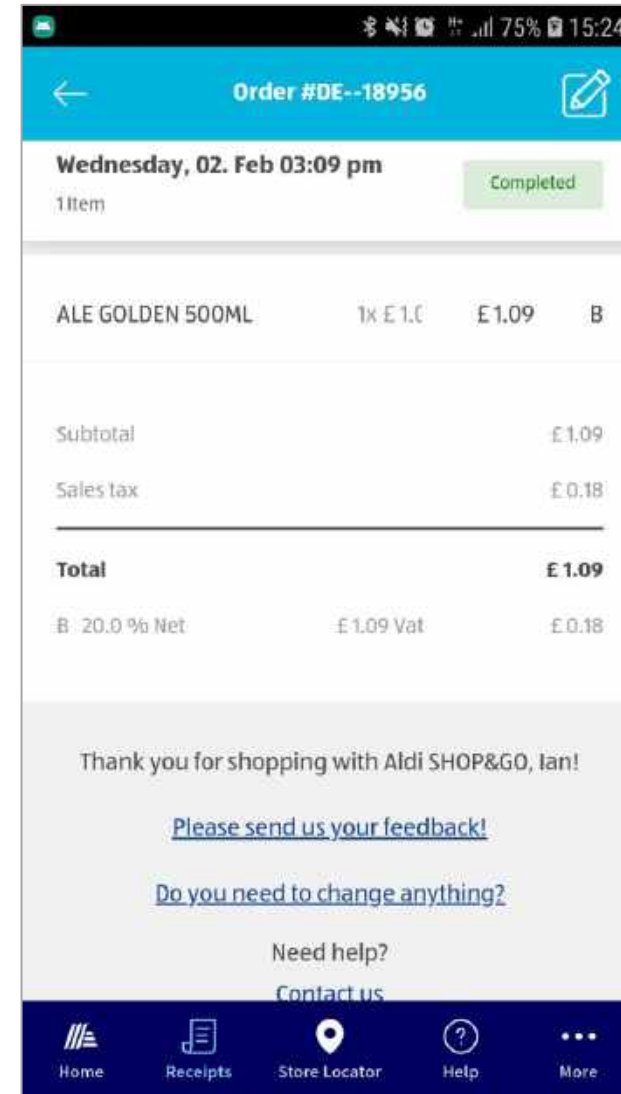 75% 15:24
Order #DE--18956
Wednesday, 02. Feb 03:09 pm
Completed
1 Item
ALE GOLDEN 500ML 1x £1.0 £1.09 B
Subtotal £1.09
Sales tax £0.18
Total £1.09
B 20.0 % Net £1.09 Vat £0.18
Thank you for shopping with Aldi SHOP&GO, Ian!
Please send us your feedback!
Do you need to change anything?
Need help?
Contact us
Home Receipts Store Locator Help More